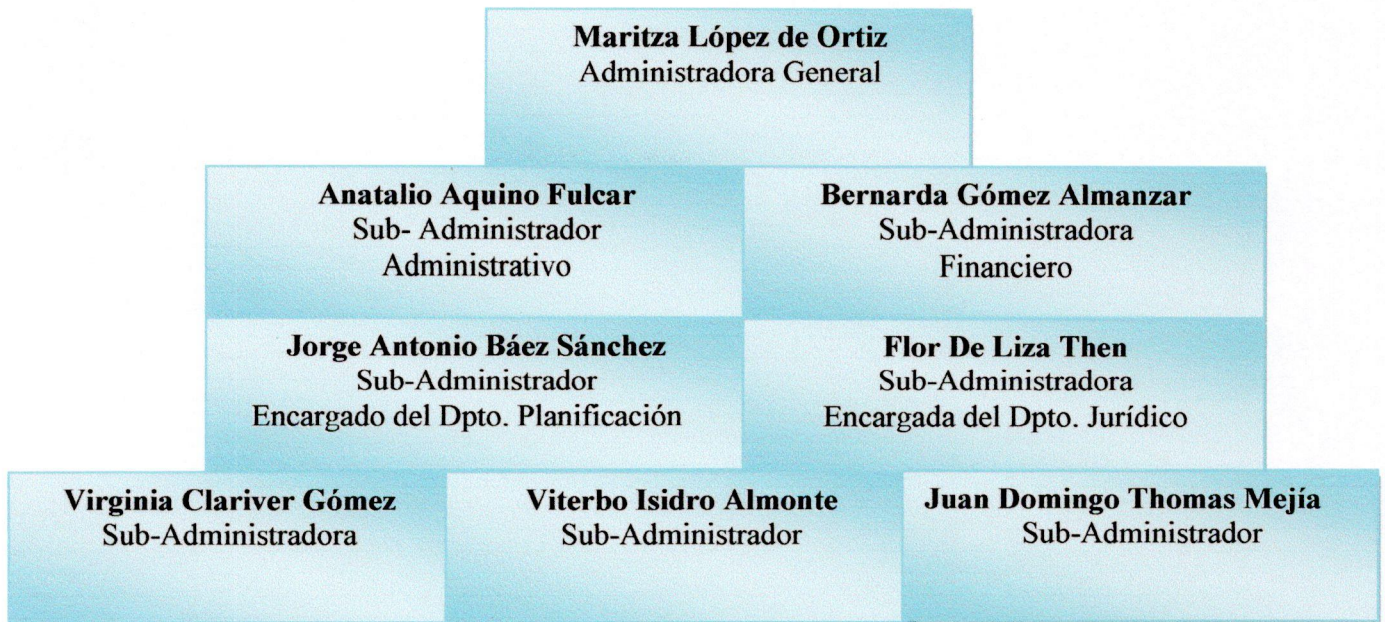 Maritza López de Ortiz
Administradora General
Anatalio Aquino Fulcar
Sub- Administrador
Administrativo
Bernarda Gómez Almanzar
Sub-Administradora
Financiero
Jorge Antonio Báez Sánchez
Sub-Administrador
Encargado del Dpto. Planificación
Flor De Liza Then
Sub-Administradora
Encargada del Dpto. Jurídico
Virginia Clariver Gómez
Sub-Administradora
Viterbo Isidro Almonte
Sub-Administrador
Juan Domingo Thomas Mejía
Sub-Administrador